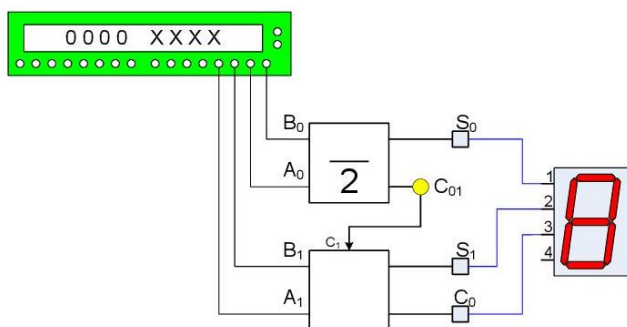 0000 XXXX
B₀
S₀
A₀
2
C₀₁
1
2
3
4
C₁
B₁
S₁
A₁
C₀